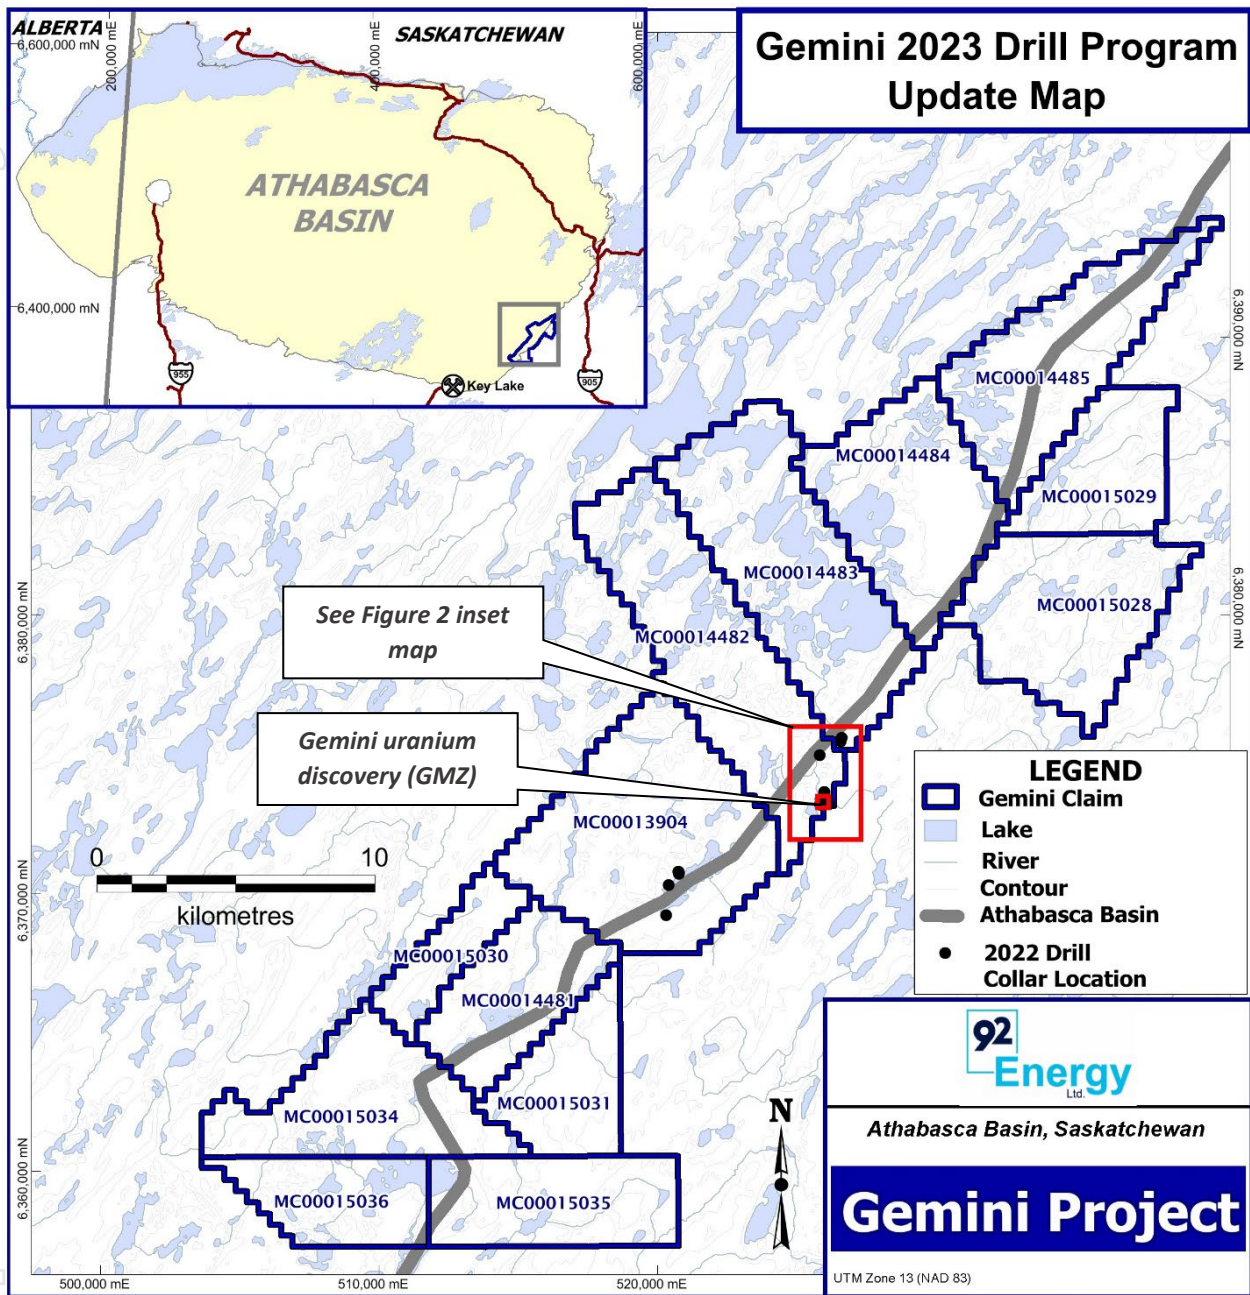 Gemini 2023 Drill Program
Update Map
ALBERTA
SASKATCHEWAN
6,600,000 mN
200,000 mE
400,000 mE
600,000 mE
ATHABASCA
BASIN
6,400,000 mN
955
Key Lake
905
6,390,000 mN
MC00014485
MC00014484
MC00015029
MC00014483
MC00015028
MC00014482
6,380,000 mN
6,380,000 mN
See Figure 2 inset
map
Gemini uranium
discovery (GMZ)
MC00013904
0
10
kilometres
6,370,000 mN
MC00015030
MC00014481
MC00015034
MC00015031
MC00015036
MC00015035
6,360,000 mN
N
500,000 mE
510,000 mE
520,000 mE
LEGEND
Gemini Claim
Lake
River
Contour
Athabasca Basin
2022 Drill
Collar Location
92
Energy
Ltd.
Athabasca Basin, Saskatchewan
Gemini Project
UTM Zone 13 (NAD 83)